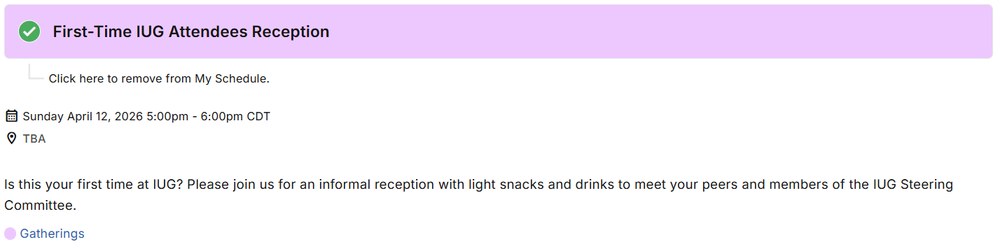 First-Time IUG Attendees Reception
Click here to remove from My Schedule.
Sunday April 12, 2026 5:00pm - 6:00pm CDT
TBA
Is this your first time at IUG? Please join us for an informal reception with light snacks and drinks to meet your peers and members of the IUG Steering
Committee.
Gatherings